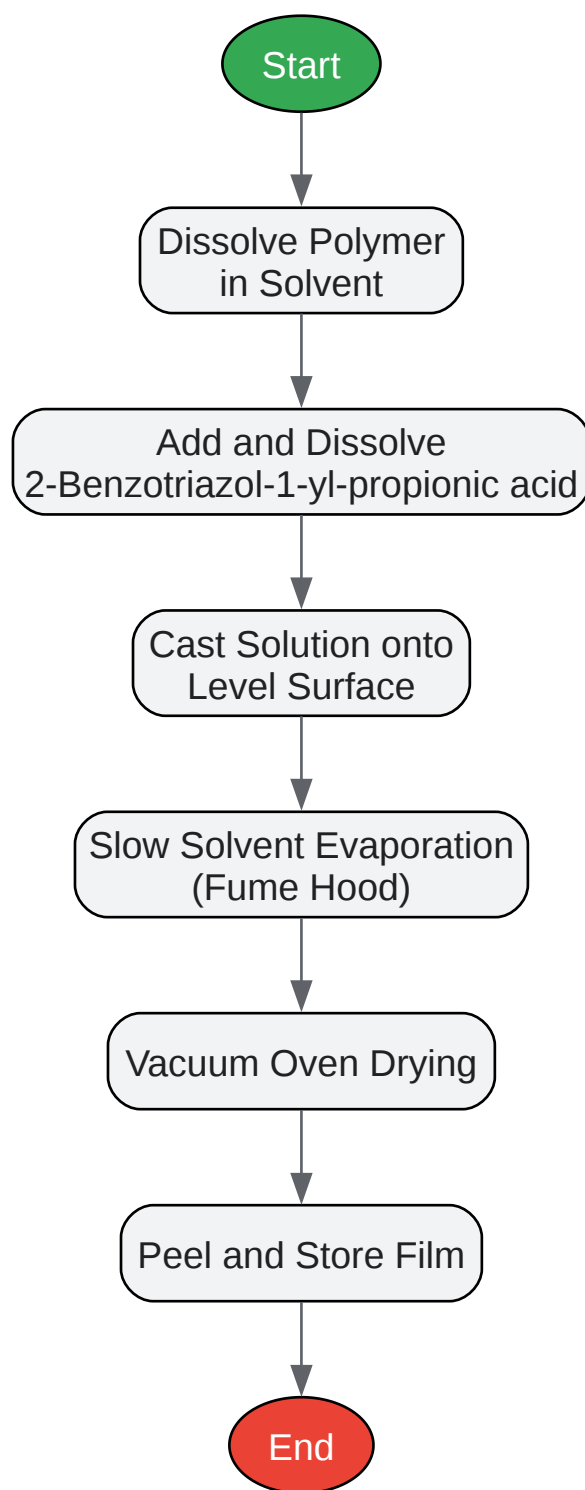 Start
Dissolve Polymer
in Solvent
Add and Dissolve
2-Benzotriazol-1-yl-propionic acid
Cast Solution onto
Level Surface
Slow Solvent Evaporation
(Fume Hood)
Vacuum Oven Drying
Peel and Store Film
End